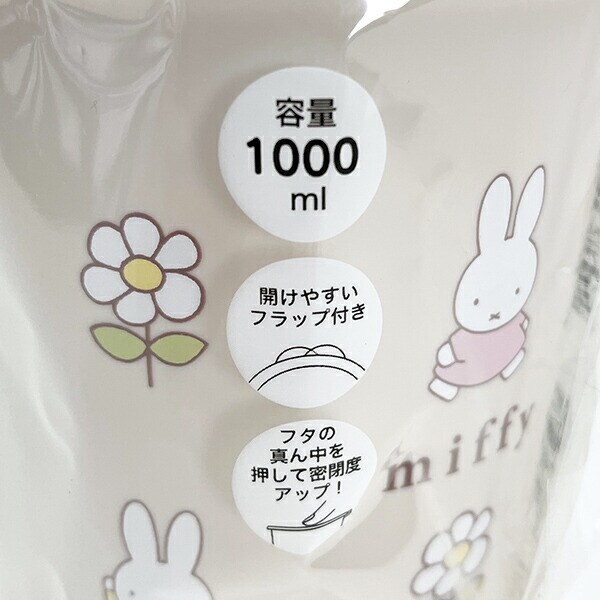 容量
1000
ml
開けやすい
フラップ付き
フタの
真ん中を
押して密閉度
アップ!
miffy